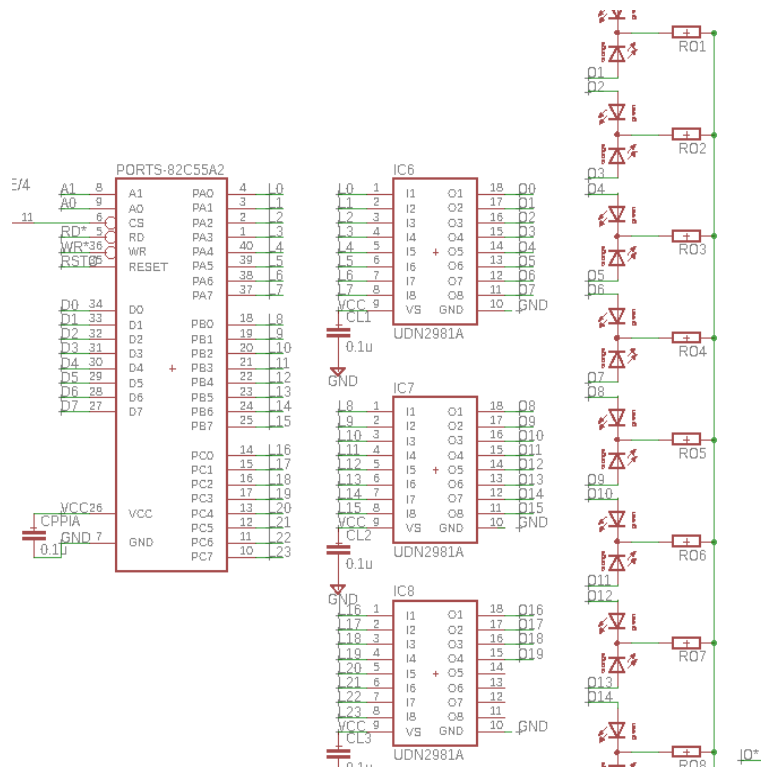 RO1
O1
O2
RO2
PORTS-82C55A2
IC6
O3
E/4
A1 8 A1 PA0 4 L0
L0 1 I1 O1 18 O0
O4
A0 9 A0 PA1 3 L1
L1 2 I2 O2 17 O1
11 6 CS PA2 2 L2
L2 3 I3 O3 16 O2
RD* 5 RD PA3 1 L3
L3 4 I4 O4 15 O3
RO3
WR* 36 WR PA4 40 L4
L4 5 I5 O5 14 O4
35 RESET PA5 39 L5
L5 6 I6 O6 13 O5
O5
PA6 38 L6
L6 7 I7 O7 12 O6
O6
PA7 37 L7
L7 8 I8 O8 11 O7
D0 34 D0
VCC 9 VS GND 10 GND
D1 33 D1 PB0 18 L8
CL1
D2 32 D2 PB1 19 L9
UDN2981A
D3 31 D3 PB2 20 L10
0.1u
RO4
D4 30 D4 PB3 21 L11
D5 29 D5 PB4 22 L12
GND
O7
D6 28 D6 PB5 23 L13
IC7
O8
D7 27 D7 PB6 24 L14
L8 1 I1 O1 18 O8
PB7 25 L15
L9 2 I2 O2 17 O9
L10 3 I3 O3 16 O10
RO5
PC0 14 L16
L11 4 I4 O4 15 O11
PC1 15 L17
L12 5 I5 O5 14 O12
PC2 16 L18
L13 6 I6 O6 13 O13
O9
PC3 17 L19
L14 7 I7 O7 12 O14
O10
VCC 26 VCC PC4 13 L20
L15 8 I8 O8 11 O15
CPPIA
PC5 12 L21
VCC 9 VS GND 10 GND
GND 7 GND PC6 11 L22
CL2
RO6
0.1u
PC7 10 L23
UDN2981A
0.1u
O11
IC8
O12
GND
L16 1 I1 O1 18 O16
L17 2 I2 O2 17 O17
L18 3 I3 O3 16 O18
L19 4 I4 O4 15 O19
RO7
L20 5 I5 O5 14
L21 6 I6 O6 13
O13
L22 7 I7 O7 12
O14
L23 8 I8 O8 11
VCC 9 VS GND 10 GND
CL3
UDN2981A
IO*
0.1u
RO8